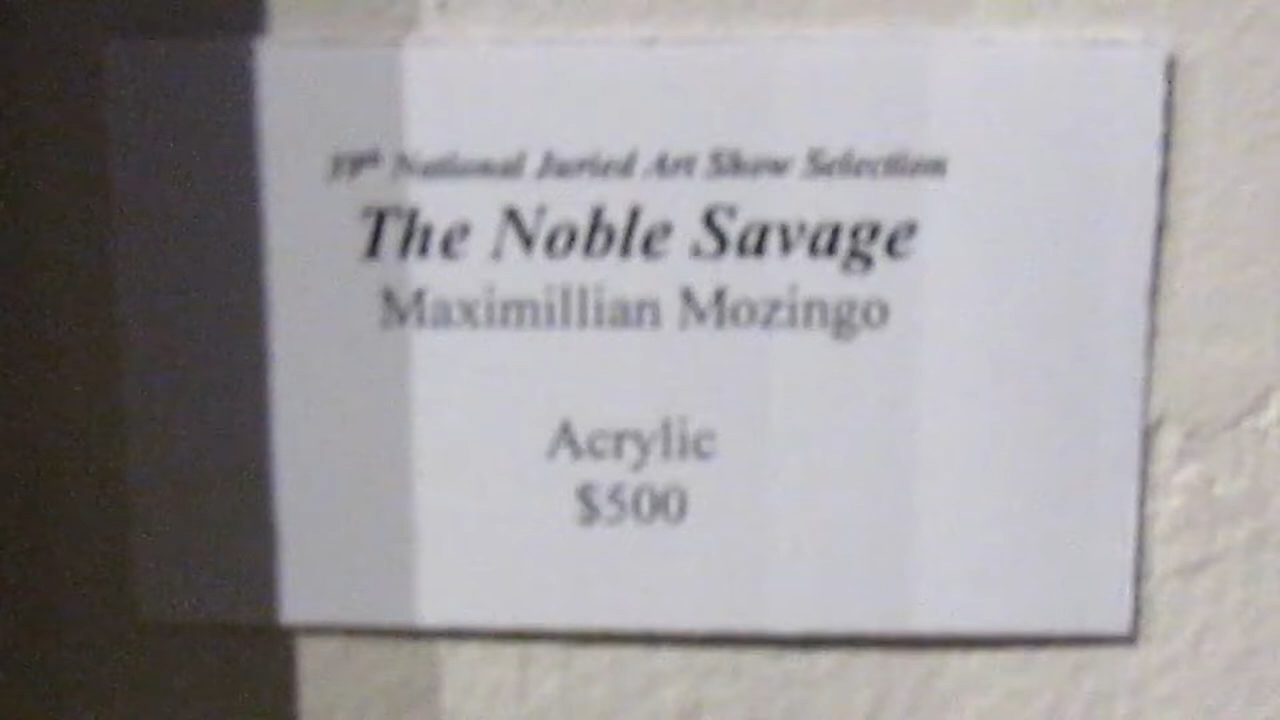 National Juried Art Show Selection
The Noble Savage
Maximillian Mozingo
Acrylic
$500